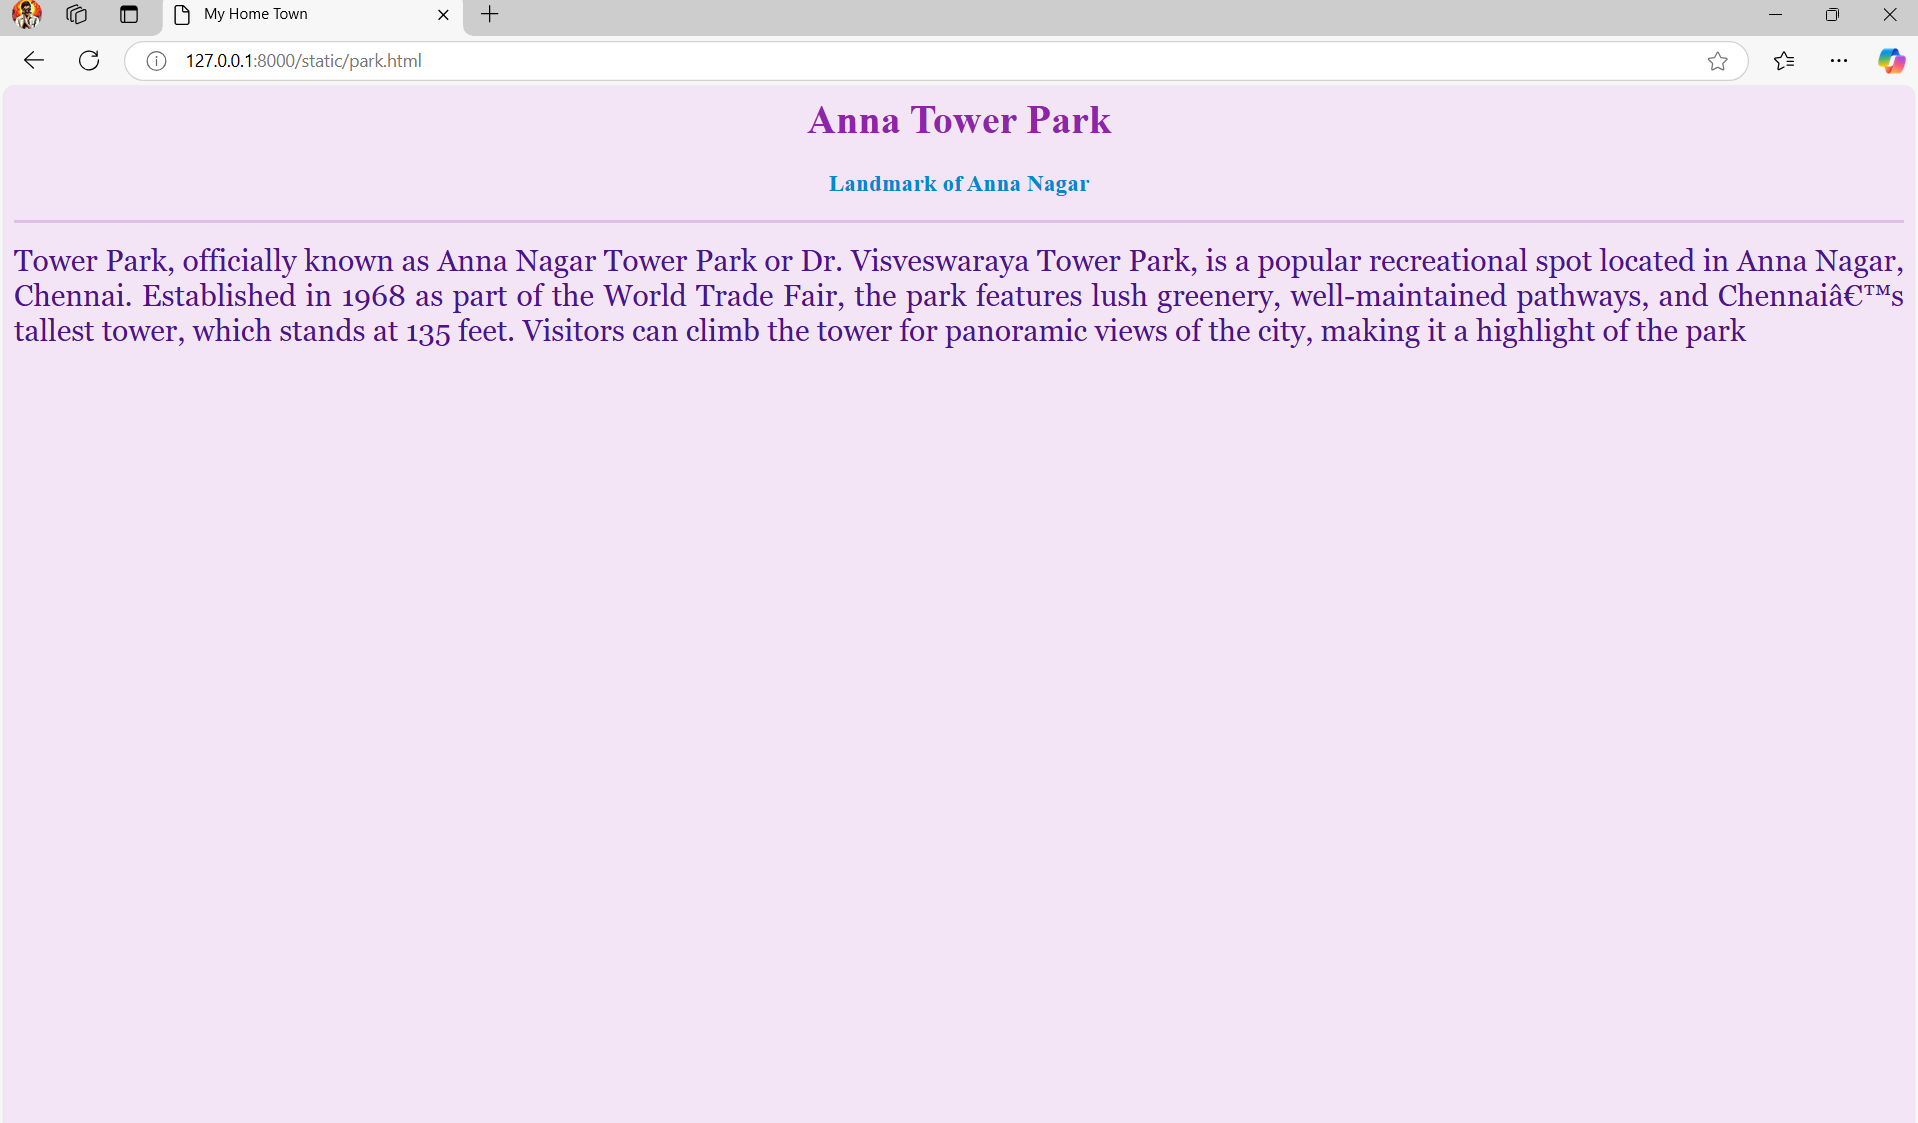 My Home Town
127.0.0.1:8000/static/park.html
Anna Tower Park
Landmark of Anna Nagar
Tower Park, officially known as Anna Nagar Tower Park or Dr. Visveswaraya Tower Park, is a popular recreational spot located in Anna Nagar,
Chennai. Established in 1968 as part of the World Trade Fair, the park features lush greenery, well-maintained pathways, and Chennaiâ€™s
tallest tower, which stands at 135 feet. Visitors can climb the tower for panoramic views of the city, making it a highlight of the park